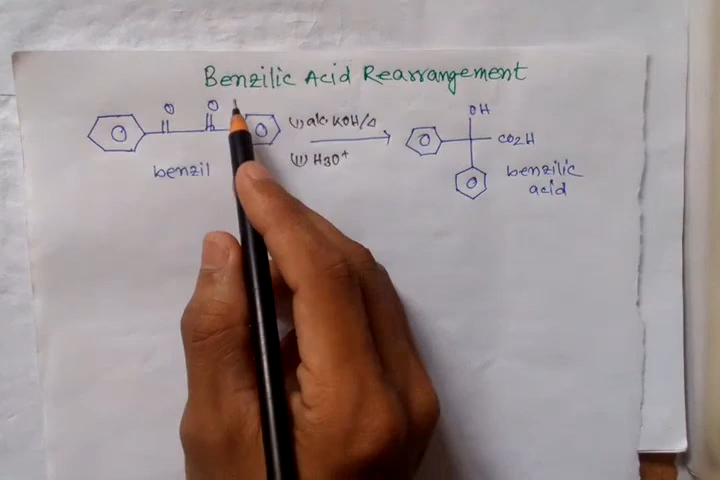 Benzilic Acid Rearrangement
O O
(i) alc. KOH/Δ
(ii) H3O+
benzil
OH
CO2H
benzilic
acid